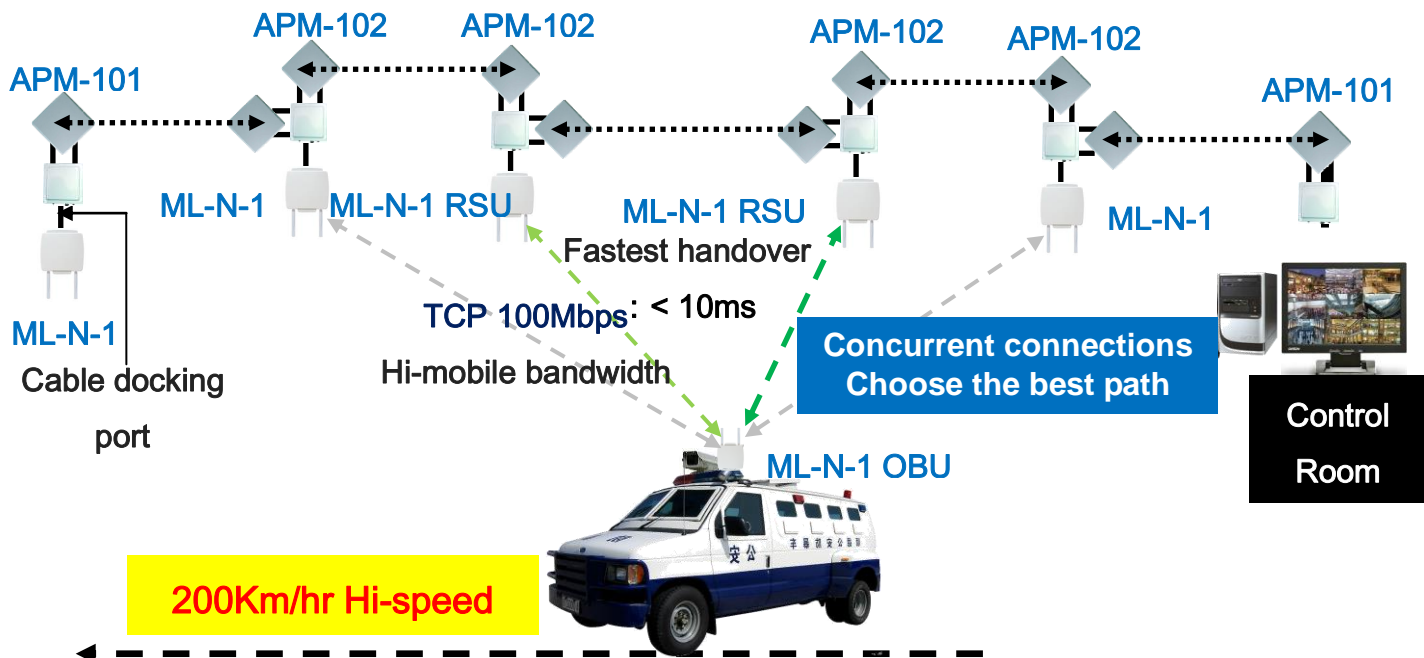 APM-102
APM-102
APM-102
APM-102
APM-101
APM-101
ML-N-1
ML-N-1 RSU
ML-N-1 RSU
ML-N-1
Fastest handover
: < 10ms
TCP 100Mbps
Hi-mobile bandwidth
ML-N-1
Cable docking
port
Concurrent connections
Choose the best path
Control
Room
ML-N-1 OBU
安公
200Km/hr Hi-speed